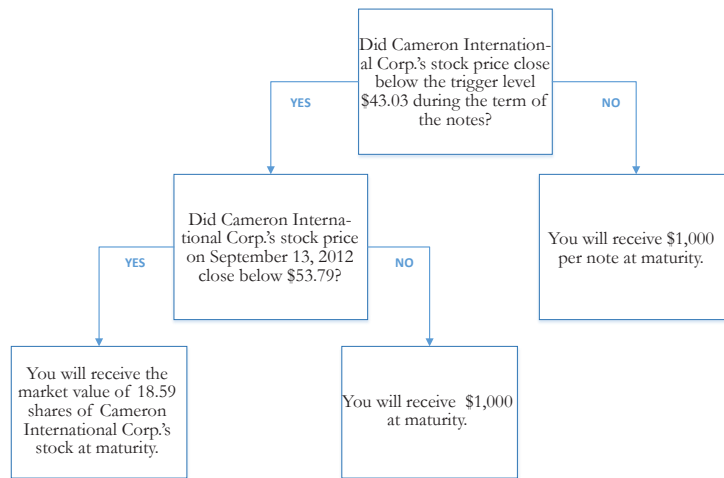 Did Cameron Internation-
al Corp.'s stock price close
below the trigger level
$43.03 during the term of
the notes?
YES
NO
Did Cameron Interna-
tional Corp.'s stock price
on September 13, 2012
close below $53.79?
You will receive $1,000
per note at maturity.
YES
NO
You will receive the
market value of 18.59
shares of Cameron
International Corp.'s
stock at maturity.
You will receive $1,000
at maturity.